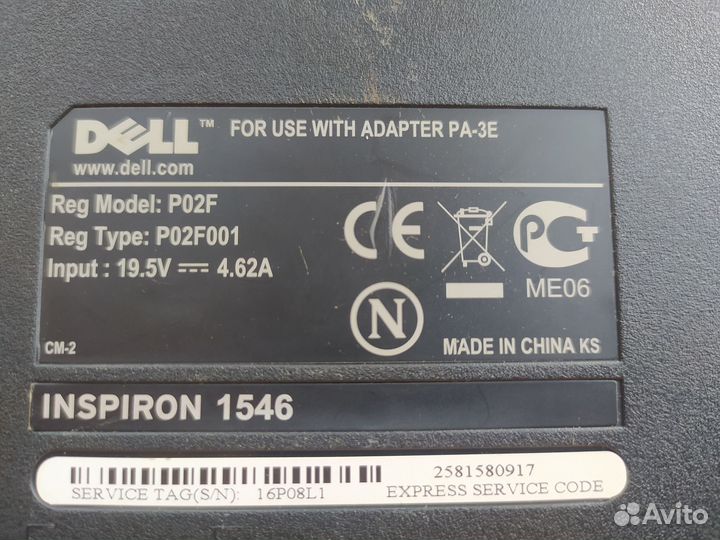 DELL™ FOR USE WITH ADAPTER PA-3E
www.dell.com
Reg Model: P02F
Reg Type: P02F001
Input : 19.5V ⎓ 4.62A
CE
PCT
ME06
N
CM-2
MADE IN CHINA KS
INSPIRON 1546
2581580917
SERVICE TAG(S/N): 16P08L1 EXPRESS SERVICE CODE
Avito